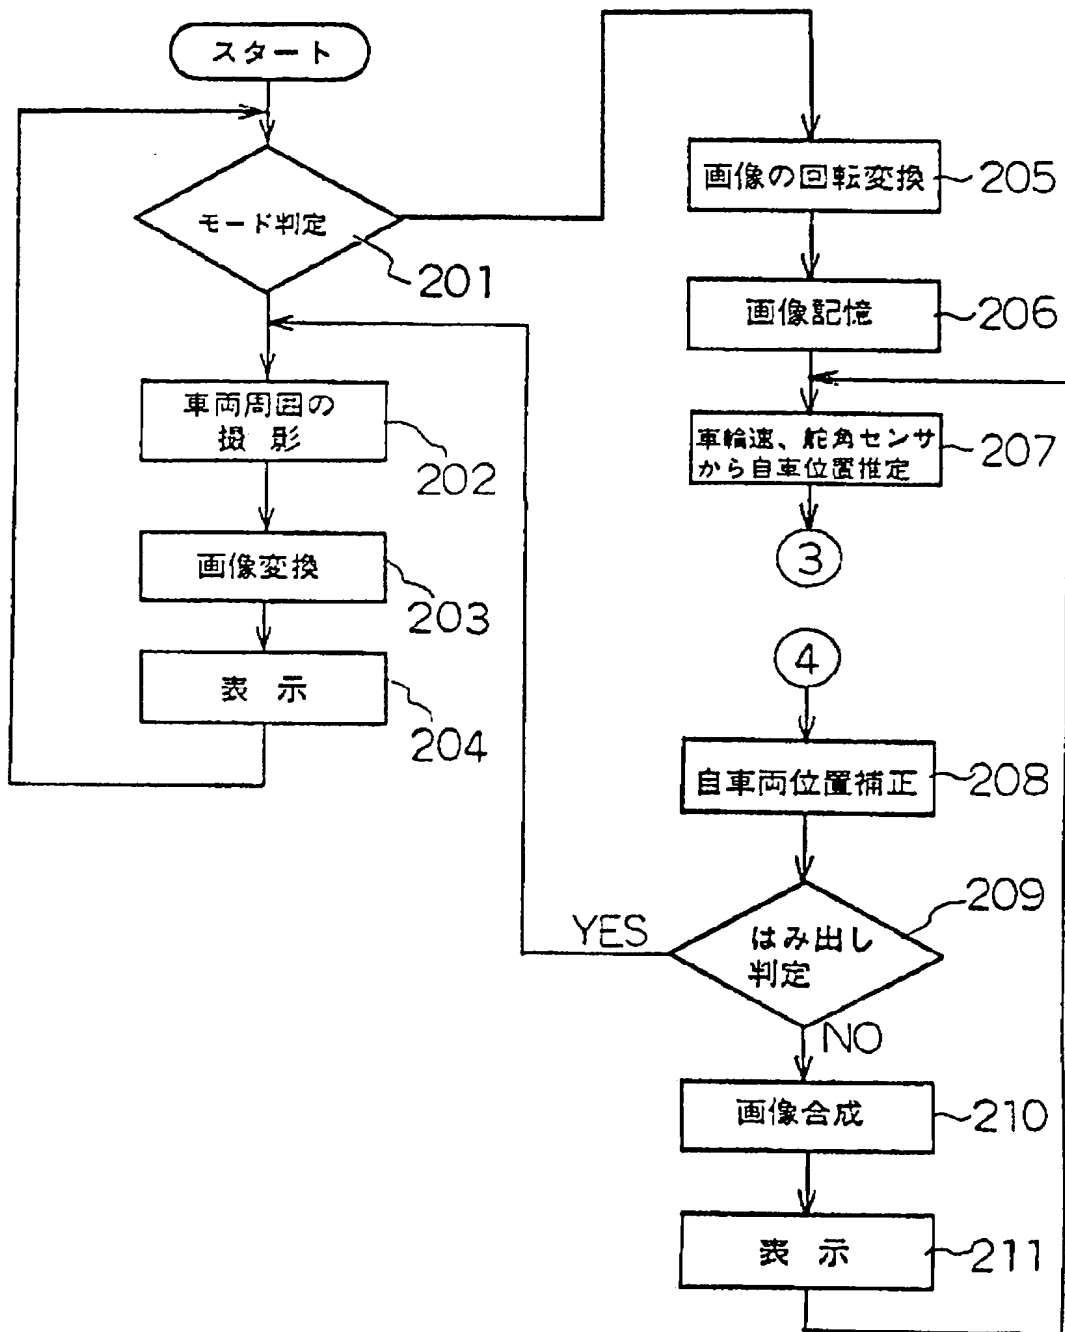 スタート
モード判定
201
車両周囲の
撮影
202
画像変換
203
表示
204
画像の回転変換
205
画像記憶
206
車輪速、舵角センサ
から自車位置推定
207
③
④
自車両位置補正
208
はみ出し
判定
209
YES
NO
画像合成
210
表示
211